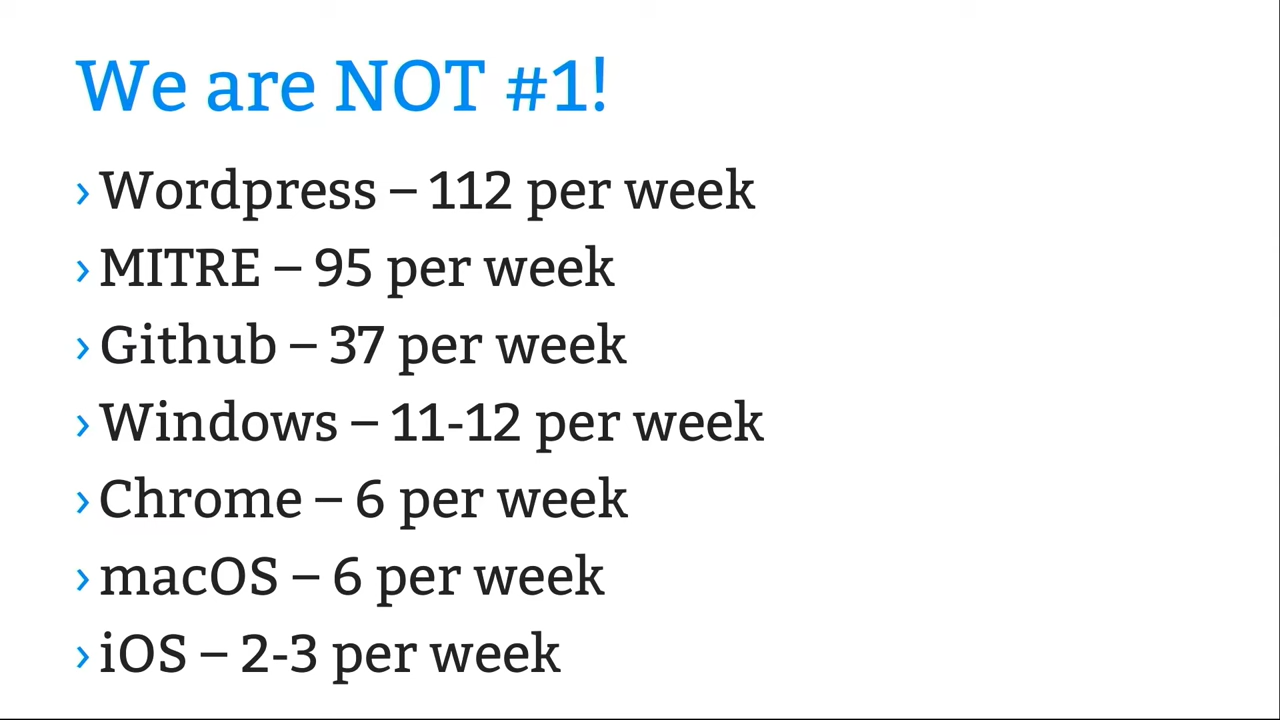 We are NOT #1!
› Wordpress – 112 per week
› MITRE – 95 per week
› Github – 37 per week
› Windows – 11-12 per week
› Chrome – 6 per week
› macOS – 6 per week
› iOS – 2-3 per week